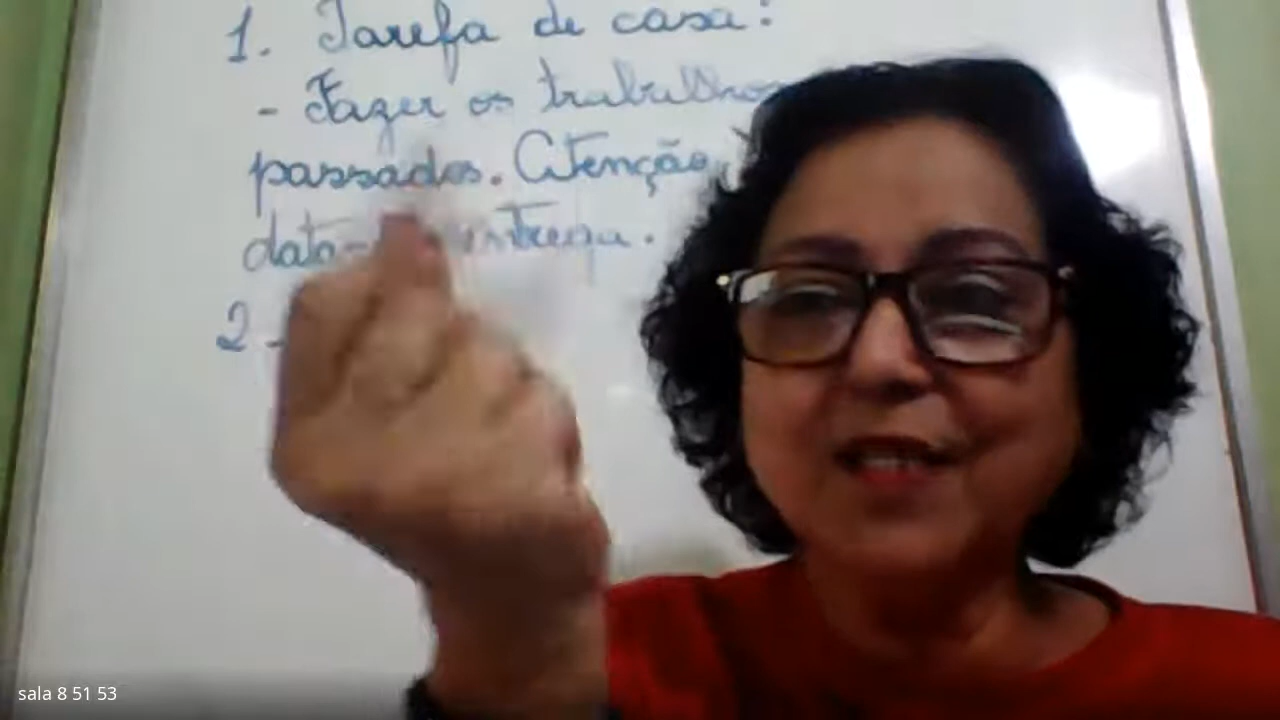 1. Tarefa de casa:
- Fazer os trabalhos
passados. Atenção,
data- entrega.
2-
sala 8 51 53